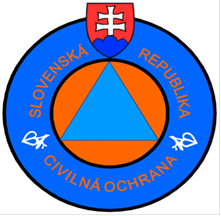 SLOVENSKÁ REPUBLIKA
CIVILNÁ OCHRANA